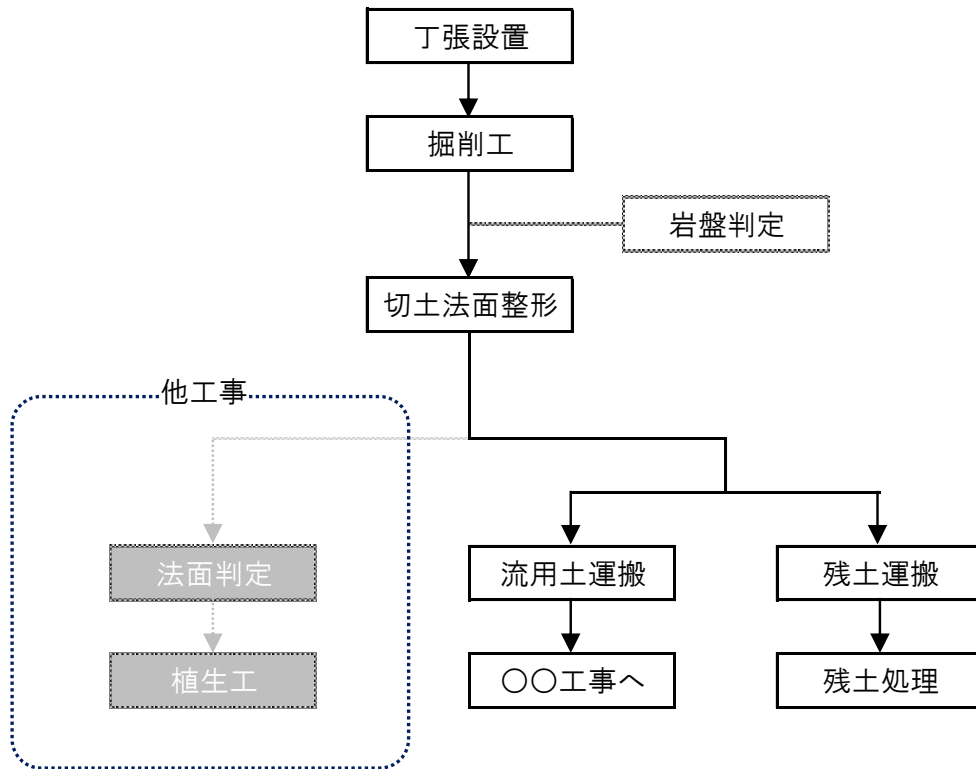 丁張設置
掘削工
岩盤判定
切土法面整形
他工事
法面判定
流用土運搬
残土運搬
植生工
〇〇工事へ
残土処理